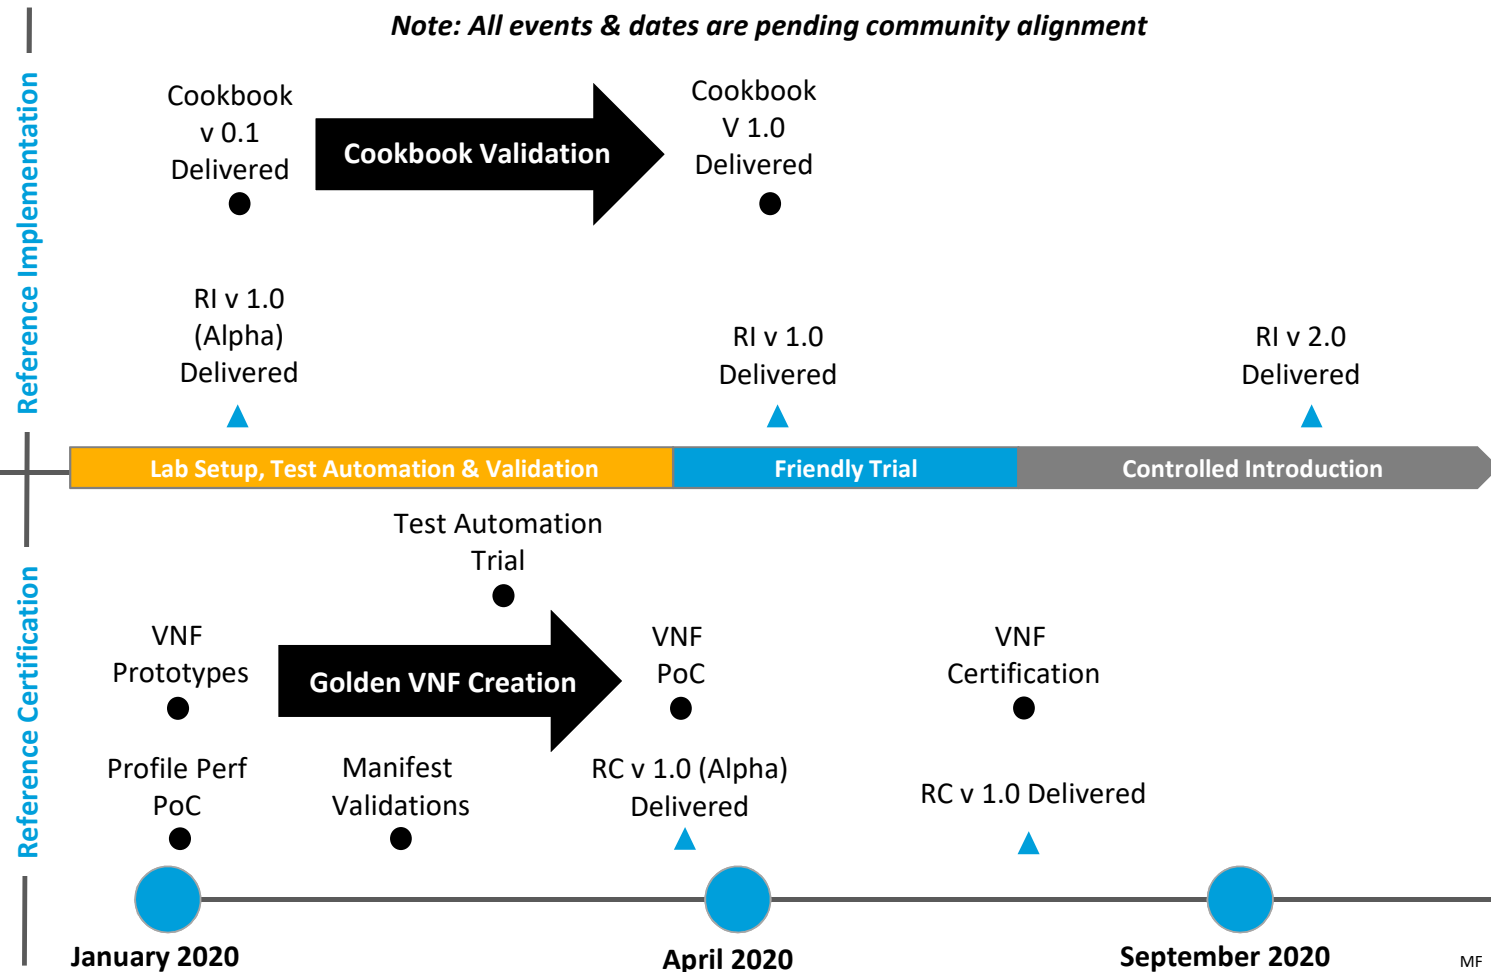 Note: All events & dates are pending community alignment
Reference Implementation
Cookbook
v 0.1
Delivered
Cookbook Validation
Cookbook
V 1.0
Delivered
RI v 1.0
(Alpha)
Delivered
RI v 1.0
Delivered
RI v 2.0
Delivered
Lab Setup, Test Automation & Validation
Friendly Trial
Controlled Introduction
Reference Certification
Test Automation
Trial
VNF
Prototypes
Golden VNF Creation
VNF
PoC
VNF
Certification
Profile Perf
PoC
Manifest
Validations
RC v 1.0 (Alpha)
Delivered
RC v 1.0 Delivered
January 2020
April 2020
September 2020
MF